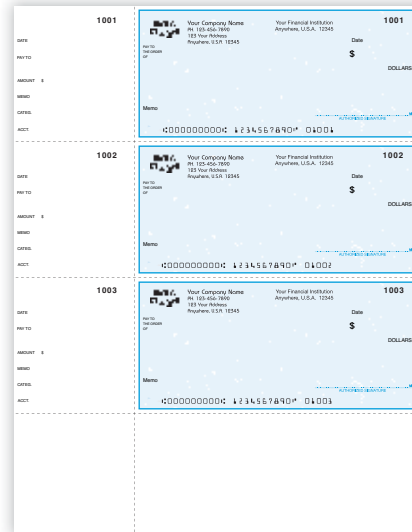 1001
DATE
PAY TO
AMOUNT $
MEMO
CATEG.
ACCT.
Your Company Name
PH: 123-456-7890
123 Your Address
Anywhere, U.S.A. 12345
Your Financial Institution
Anywhere, U.S.A. 12345
1001
Date
PAY TO
THE ORDER
OF
$
DOLLARS
Memo
AUTHORIZED SIGNATURE
⑆000000000⑆ 1234567890⑈ 01001
1002
DATE
PAY TO
AMOUNT $
MEMO
CATEG.
ACCT.
Your Company Name
PH: 123-456-7890
123 Your Address
Anywhere, U.S.A. 12345
Your Financial Institution
Anywhere, U.S.A. 12345
1002
Date
PAY TO
THE ORDER
OF
$
DOLLARS
Memo
AUTHORIZED SIGNATURE
⑆000000000⑆ 1234567890⑈ 01002
1003
DATE
PAY TO
AMOUNT $
MEMO
CATEG.
ACCT.
Your Company Name
PH: 123-456-7890
123 Your Address
Anywhere, U.S.A. 12345
Your Financial Institution
Anywhere, U.S.A. 12345
1003
Date
PAY TO
THE ORDER
OF
$
DOLLARS
Memo
AUTHORIZED SIGNATURE
⑆000000000⑆ 1234567890⑈ 01003